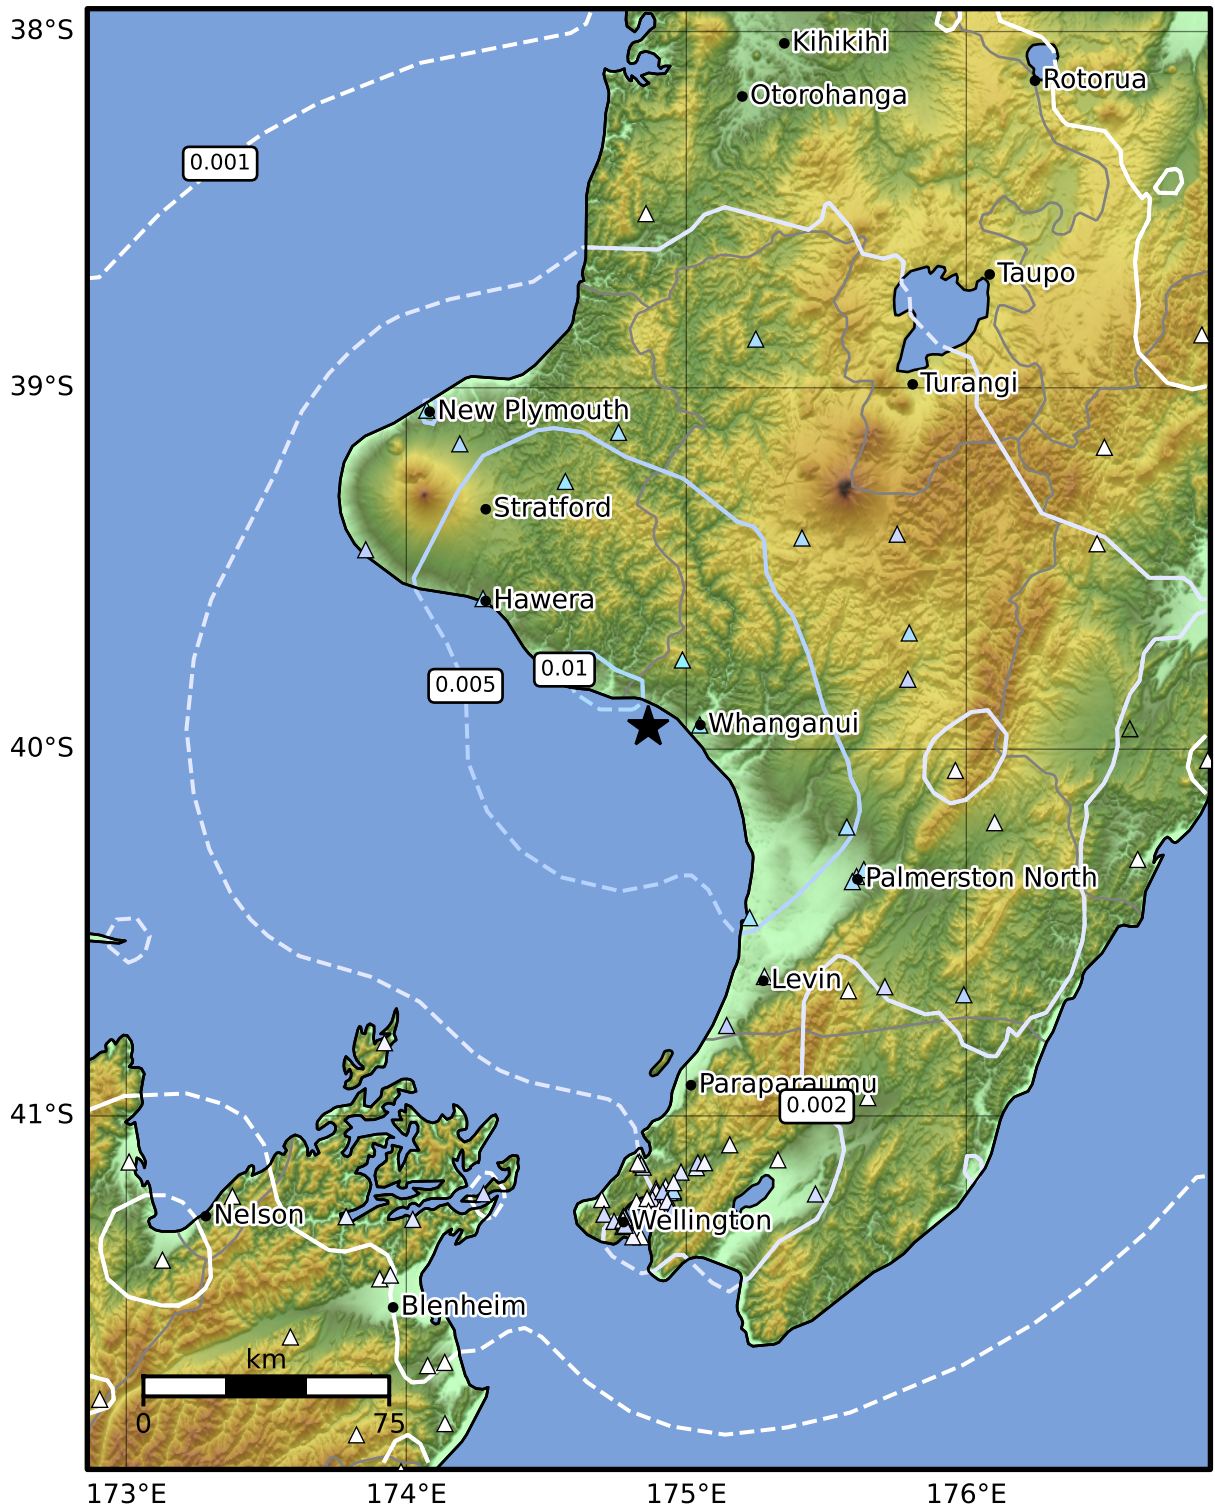 38°S
Kihikihi
Rotorua
Otorohanga
0.001
Taupo
39°S
Turangi
New Plymouth
Stratford
Hawera
0.01
0.005
Whanganui
40°S
Palmerston North
Levin
Paraparaumu
0.002
41°S
Nelson
Wellington
Blenheim
km
0 75
173°E 174°E 175°E 176°E